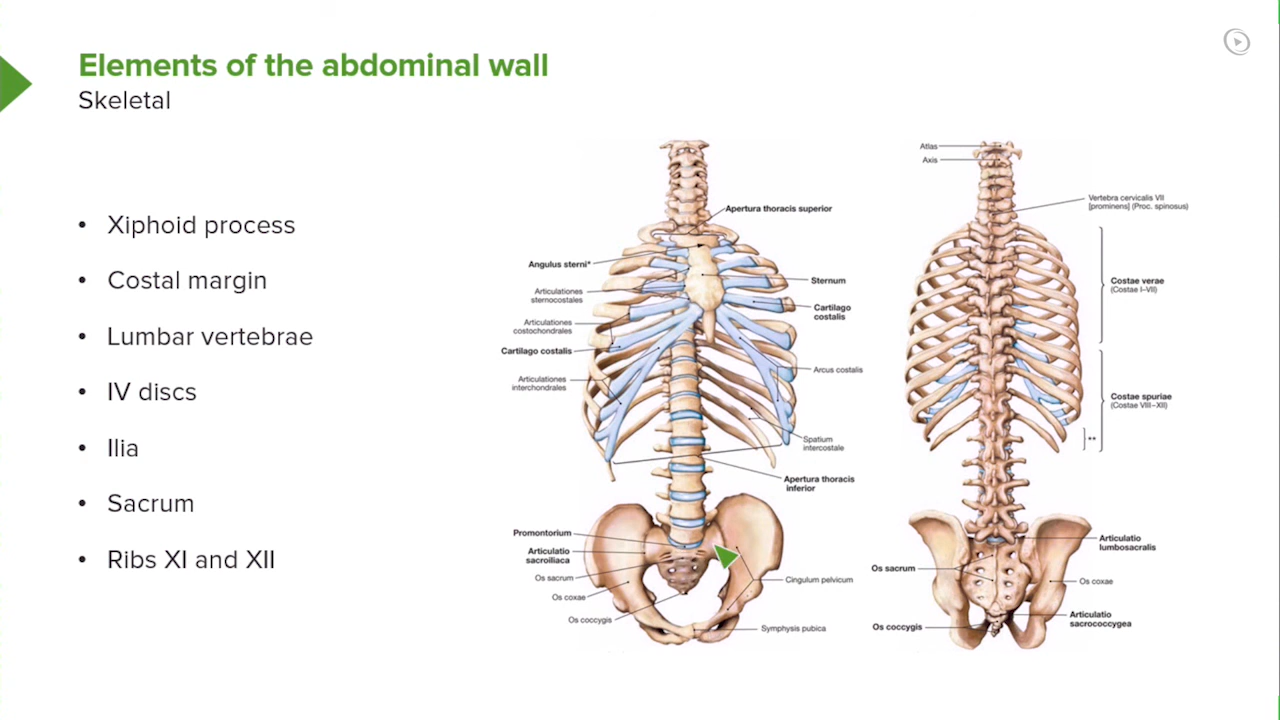 Elements of the abdominal wall
Skeletal
• Xiphoid process
• Costal margin
• Lumbar vertebrae
• IV discs
• Ilia
• Sacrum
• Ribs XI and XII
Apertura thoracis superior
Angulus sterni*
Articulationes
sternocostales
Articulationes
costochondrales
Cartilago costalis
Articulationes
interchondrales
Sternum
Cartilago
costalis
Arcus costalis
Spatium
intercostale
Apertura thoracis
inferior
Promontorium
Articulatio
sacroiliaca
Os sacrum
Os coxae
Os coccygis
Cingulum pelvicum
Symphysis pubica
Atlas
Axis
Vertebra cervicalis VII
[prominens] (Proc. spinosus)
Costae verae
(Costae I–VII)
Costae spuriae
(Costae VIII–XII)
**
Articulatio
lumbosacralis
Os sacrum
Os coxae
Articulatio
sacrococcygea
Os coccygis